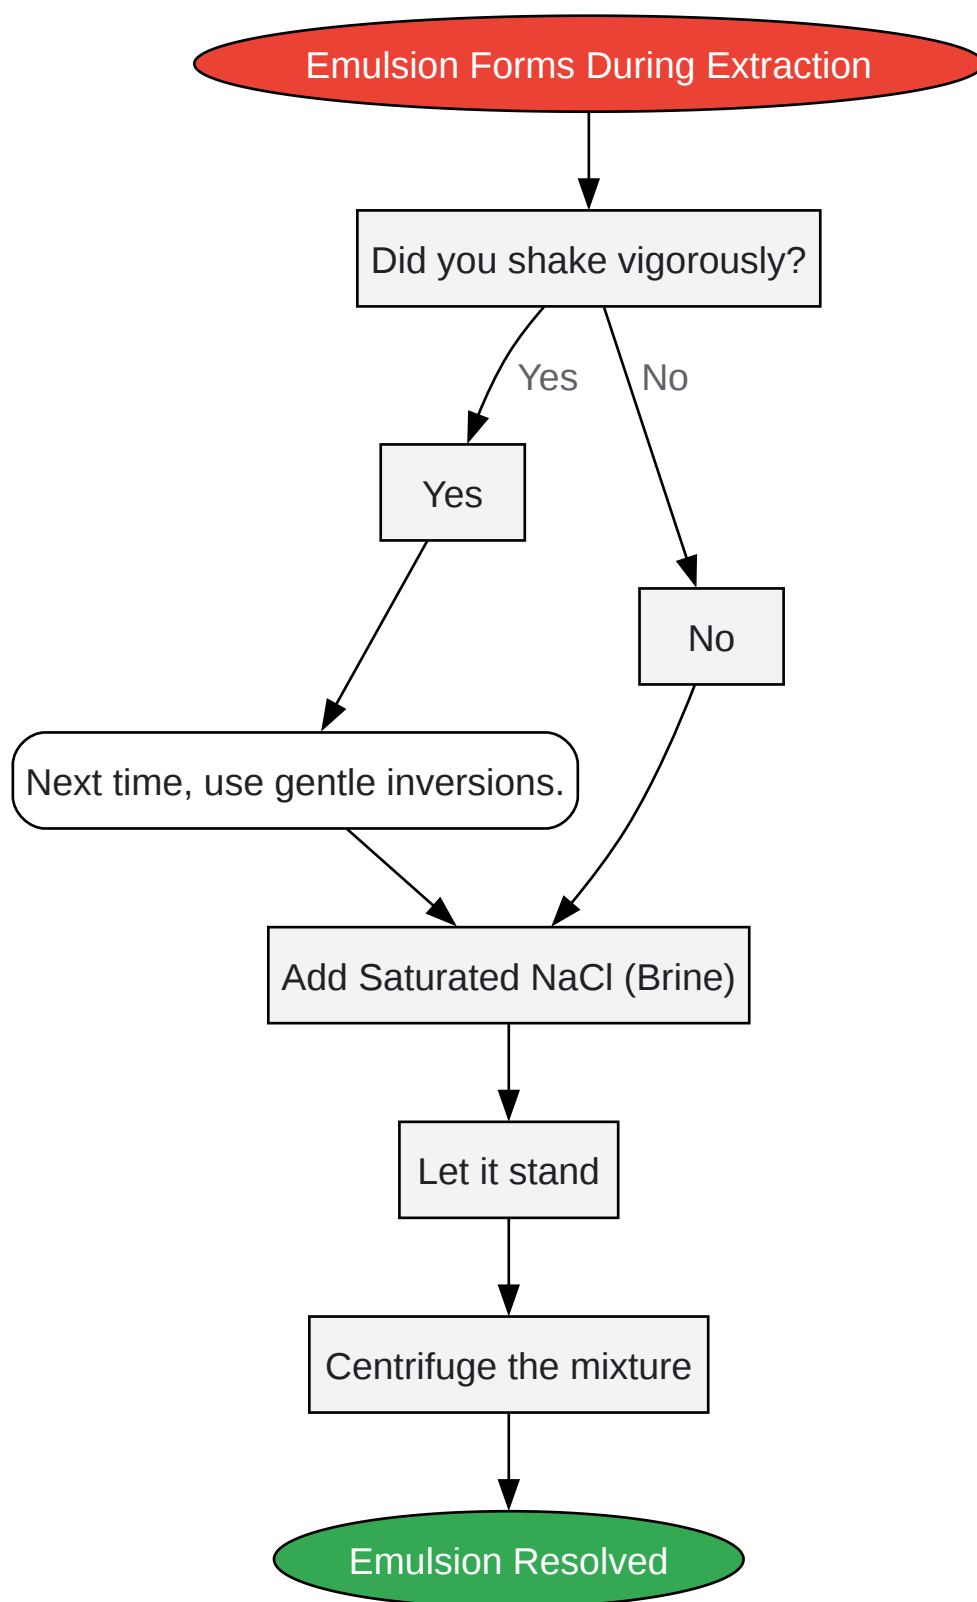 Emulsion Forms During Extraction
Did you shake vigorously?
Yes
No
Yes
No
Next time, use gentle inversions.
Add Saturated NaCl (Brine)
Let it stand
Centrifuge the mixture
Emulsion Resolved